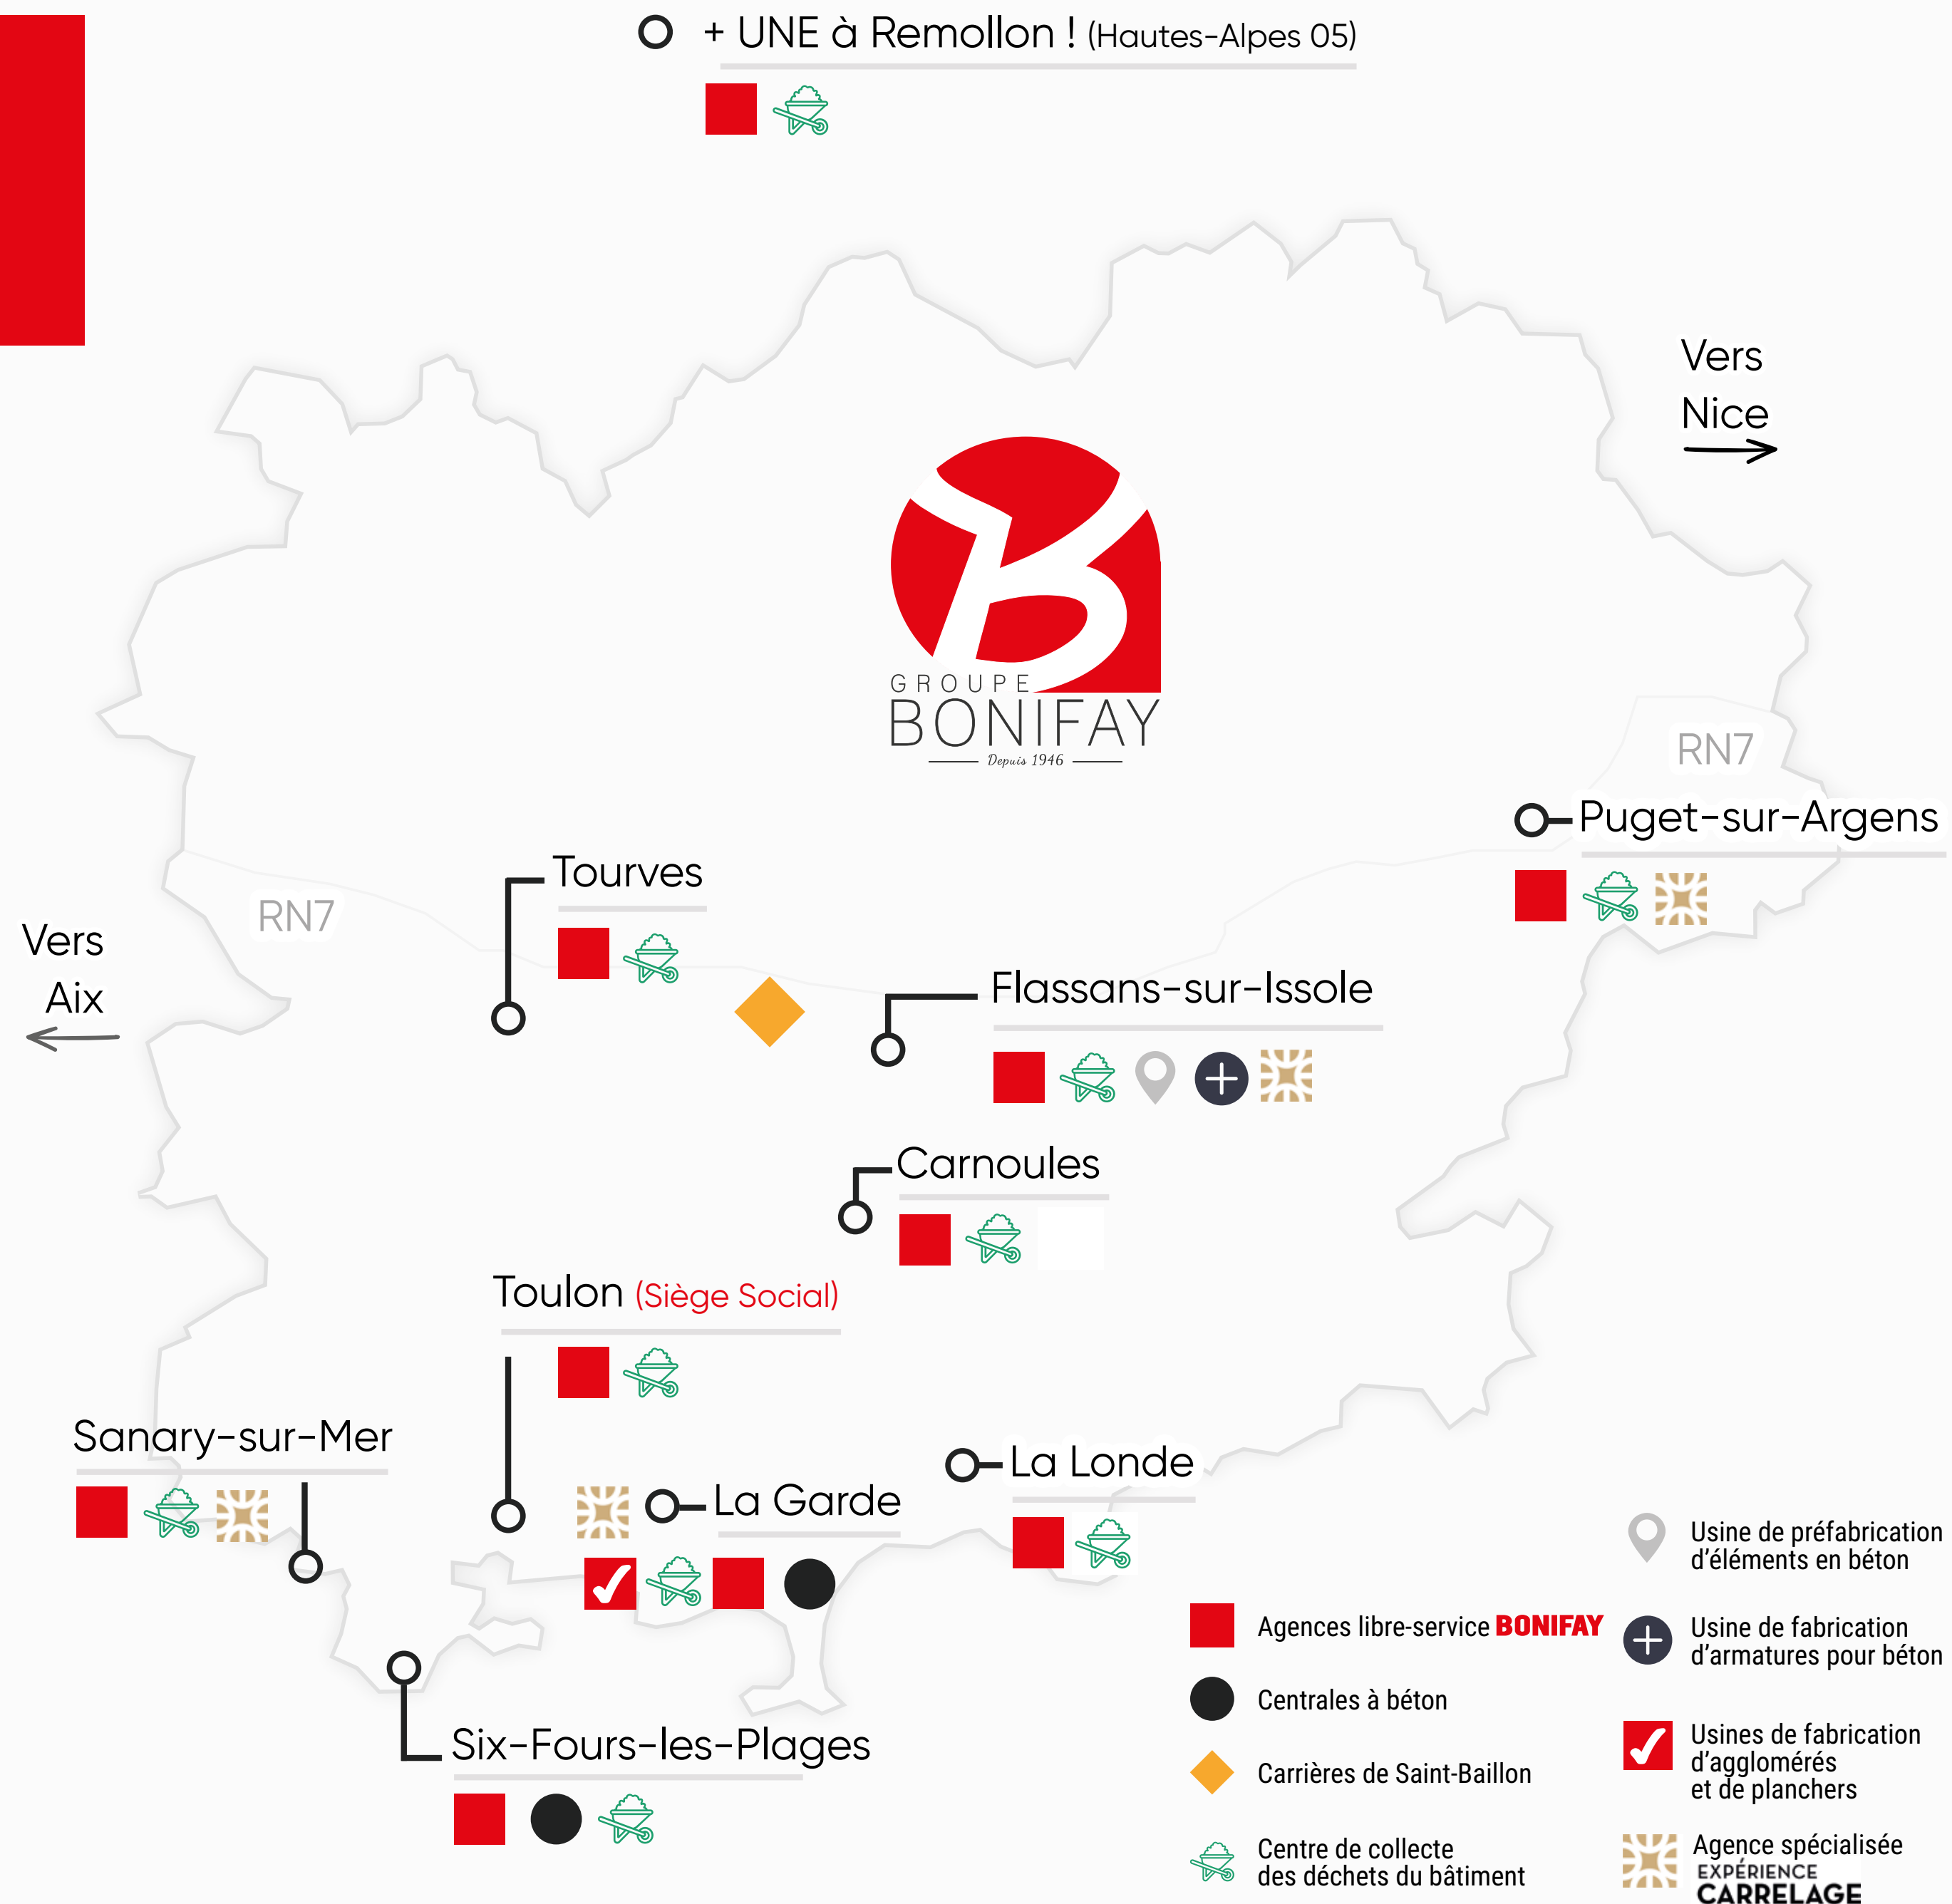 + UNE à Remollon ! (Hautes-Alpes 05)
Vers
Nice
GROUPE
BONIFAY
Depuis 1946
RN7
Puget-sur-Argens
Tourves
RN7
Vers
Aix
Flassans-sur-Issole
Carnoules
Toulon (Siège Social)
Sanary-sur-Mer
La Londe
La Garde
Six-Fours-les-Plages
Agences libre-service BONIFAY
Centrales à béton
Carrières de Saint-Baillon
Centre de collecte
des déchets du bâtiment
Usine de préfabrication
d'éléments en béton
Usine de fabrication
d'armatures pour béton
Usines de fabrication
d'agglomérés
et de planchers
Agence spécialisée
EXPÉRIENCE
CARRELAGE